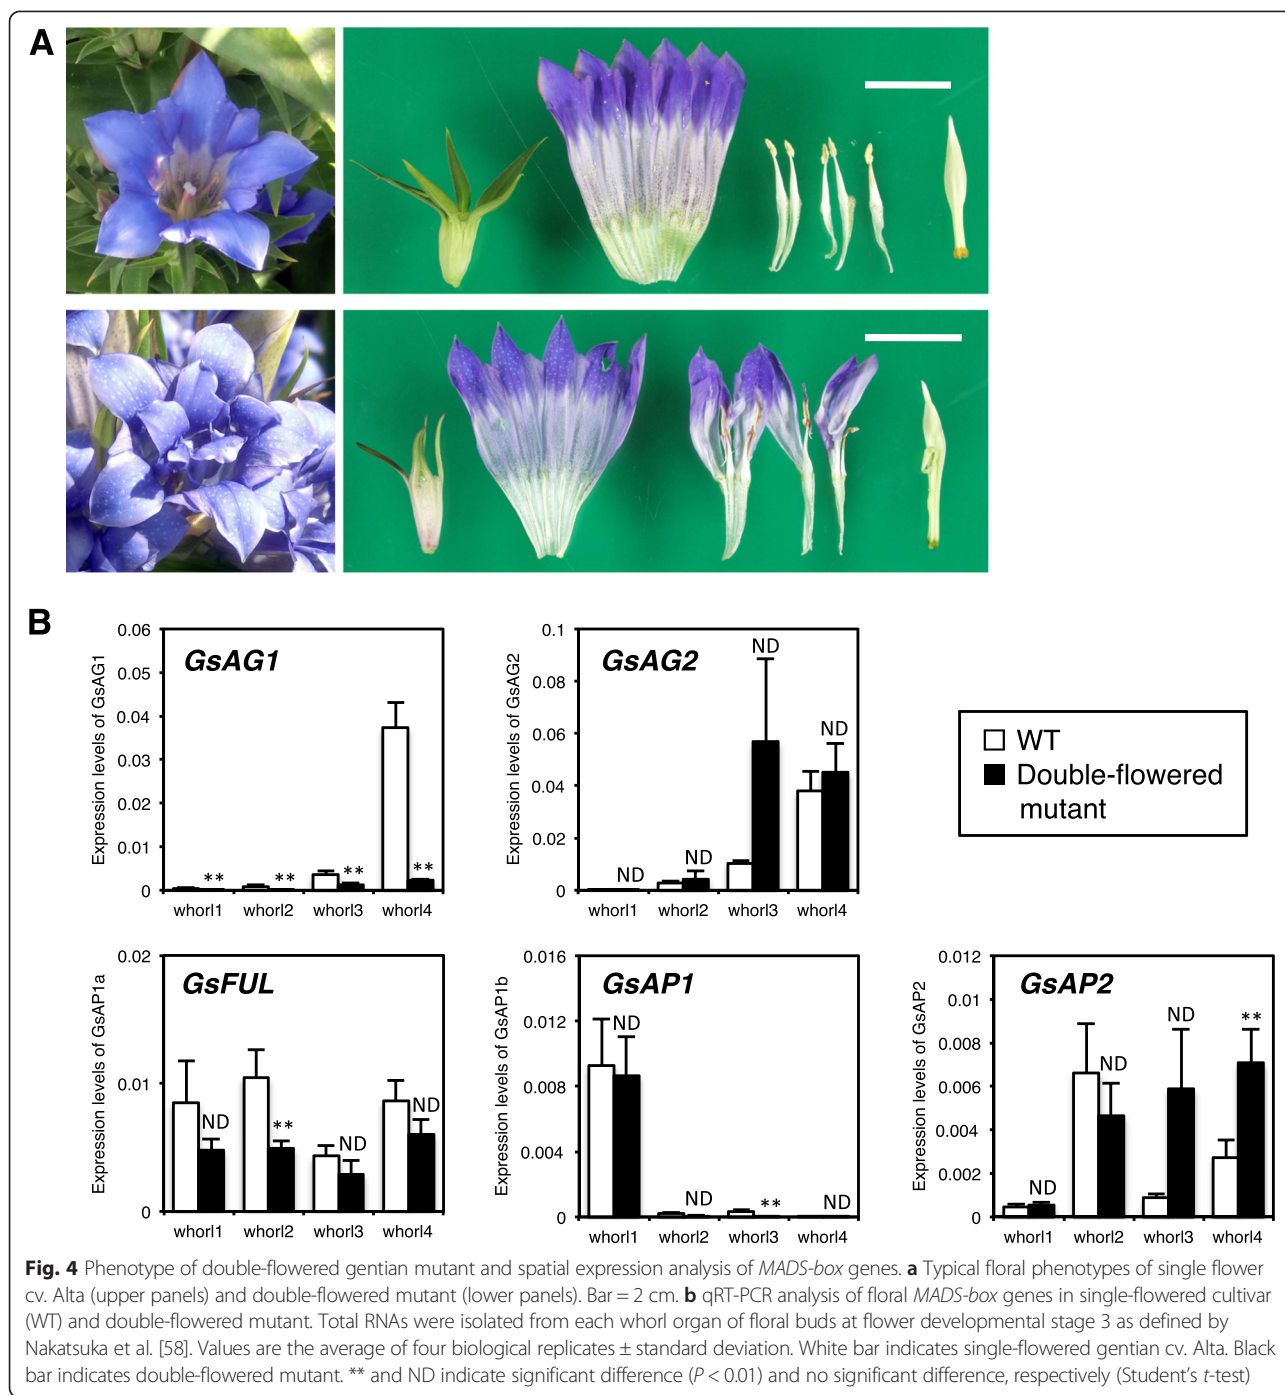 A
B
Expression levels of GsAG1
0.06
0.05
0.04
0.03
0.02
0.01
0
GsAG1
**
**
**
**
whorl1 whorl2 whorl3 whorl4
Expression levels of GsAG2
0.1
0.08
0.06
0.04
0.02
0
GsAG2
ND
ND
ND
ND
whorl1 whorl2 whorl3 whorl4
WT
Double-flowered
mutant
Expression levels of GsAP1a
0.02
0.01
0
GsFUL
ND
**
ND
ND
whorl1 whorl2 whorl3 whorl4
Expression levels of GsAP1b
0.016
0.012
0.008
0.004
0
GsAP1
ND
ND
**
ND
whorl1 whorl2 whorl3 whorl4
Expression levels of GsAP2
0.012
0.01
0.008
0.006
0.004
0.002
0
GsAP2
ND
ND
ND
**
whorl1 whorl2 whorl3 whorl4
Fig. 4 Phenotype of double-flowered gentian mutant and spatial expression analysis of MADS-box genes. a Typical floral phenotypes of single flower
cv. Alta (upper panels) and double-flowered mutant (lower panels). Bar = 2 cm. b qRT-PCR analysis of floral MADS-box genes in single-flowered cultivar
(WT) and double-flowered mutant. Total RNAs were isolated from each whorl organ of floral buds at flower developmental stage 3 as defined by
Nakatsuka et al. [58]. Values are the average of four biological replicates ± standard deviation. White bar indicates single-flowered gentian cv. Alta. Black
bar indicates double-flowered mutant. ** and ND indicate significant difference (P < 0.01) and no significant difference, respectively (Student's t-test)